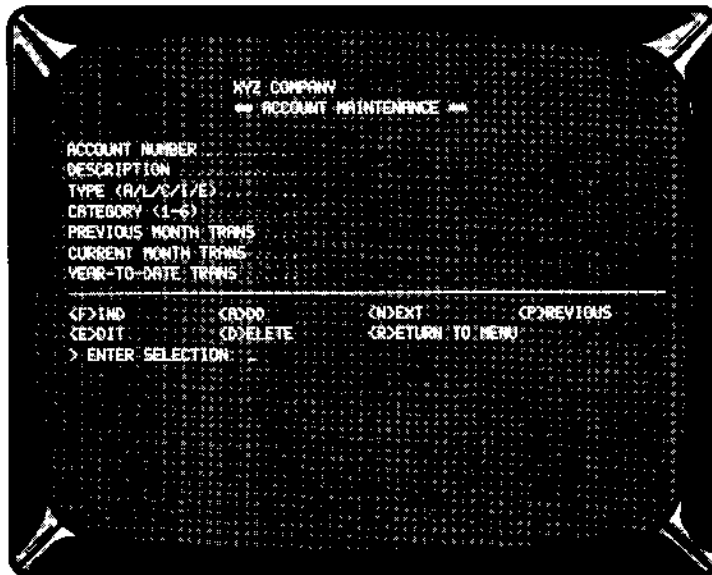 XYZ COMPANY
** ACCOUNT MAINTENANCE **
ACCOUNT NUMBER..........
DESCRIPTION.............
TYPE (A/L/C/I/E)........
CATEGORY (1-6)..........
PREVIOUS MONTH TRANS.....
CURRENT MONTH TRANS.....
YEAR-TO-DATE TRANS......
<F>IND <A>DD <N>EXT <P>REVIOUS
<E>DIT <D>ELETE <R>ETURN TO MENU
> ENTER SELECTION: _